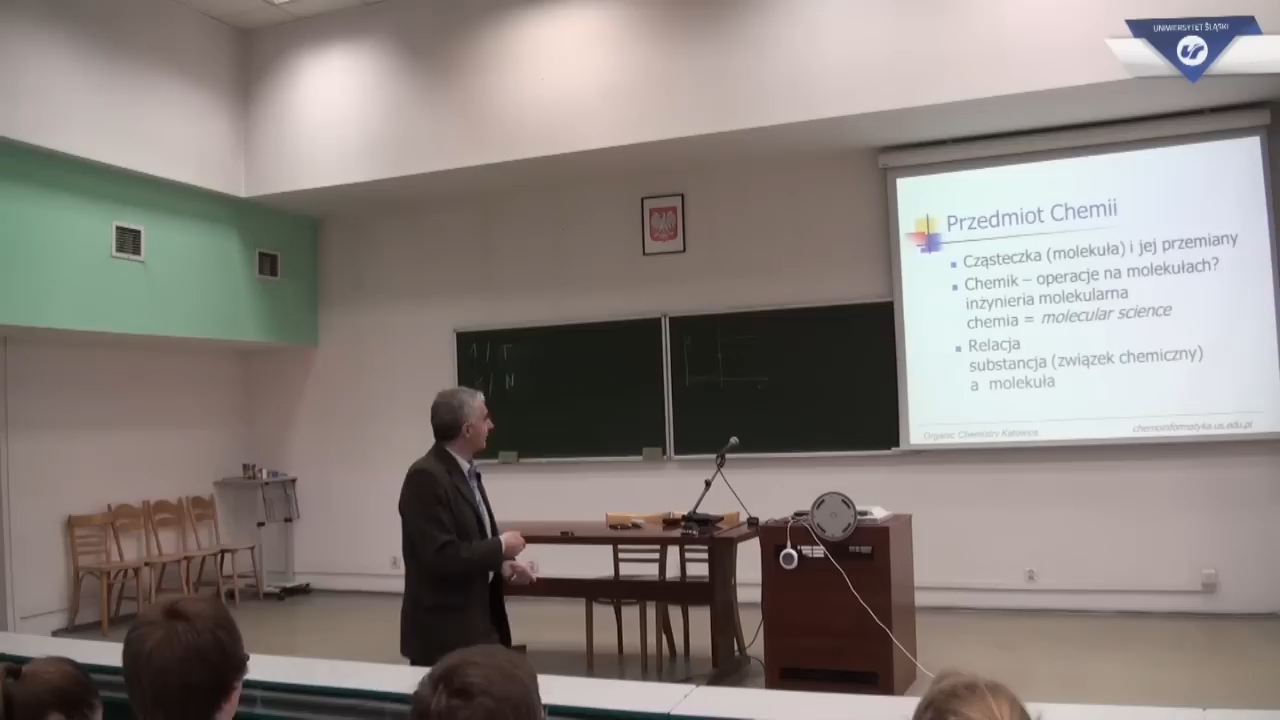 UNIWERSYTET ŚLĄSKI
Przedmiot Chemii
Cząsteczka (molekuła) i jej przemiany
Chemik – operacje na molekułach?
inżynieria molekularna
chemia = molecular science
Relacja
substancja (związek chemiczny)
a molekuła
Organic Chemistry Katowice
chemoinformatyka.us.edu.pl